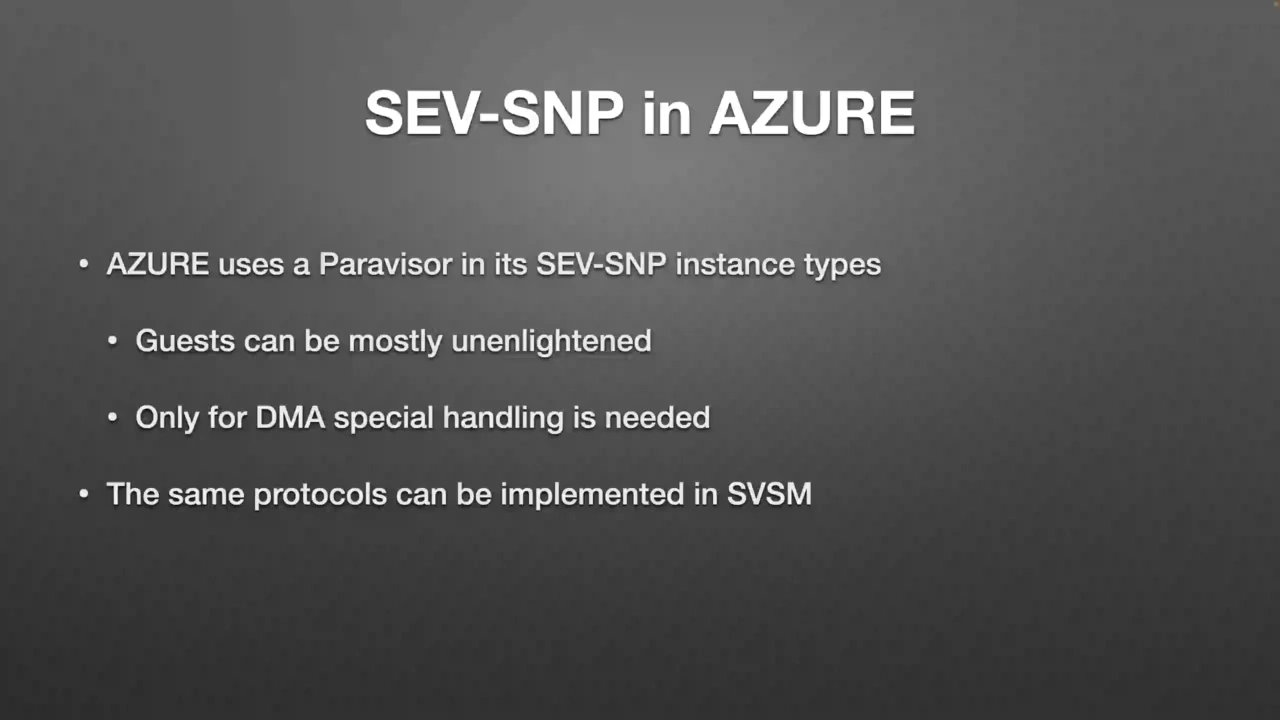 SEV-SNP in AZURE
• AZURE uses a Paravisor in its SEV-SNP instance types
• Guests can be mostly unenlightened
• Only for DMA special handling is needed
• The same protocols can be implemented in SVSM